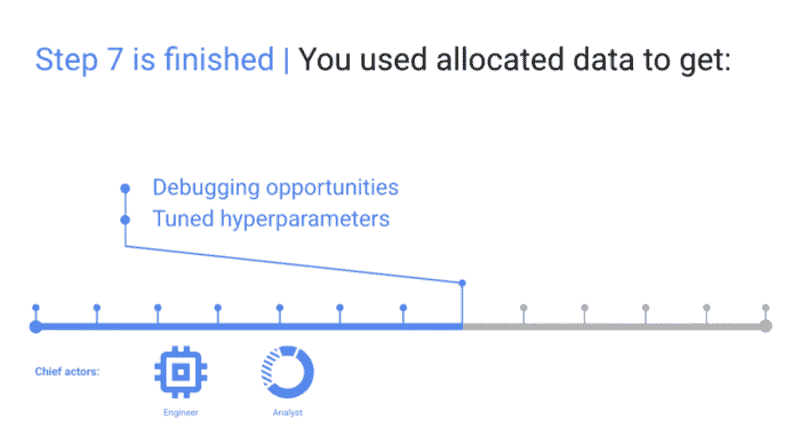 Step 7 is finished | You used allocated data to get:
Debugging opportunities
Tuned hyperparameters
Chief actors:
Engineer
Analyst